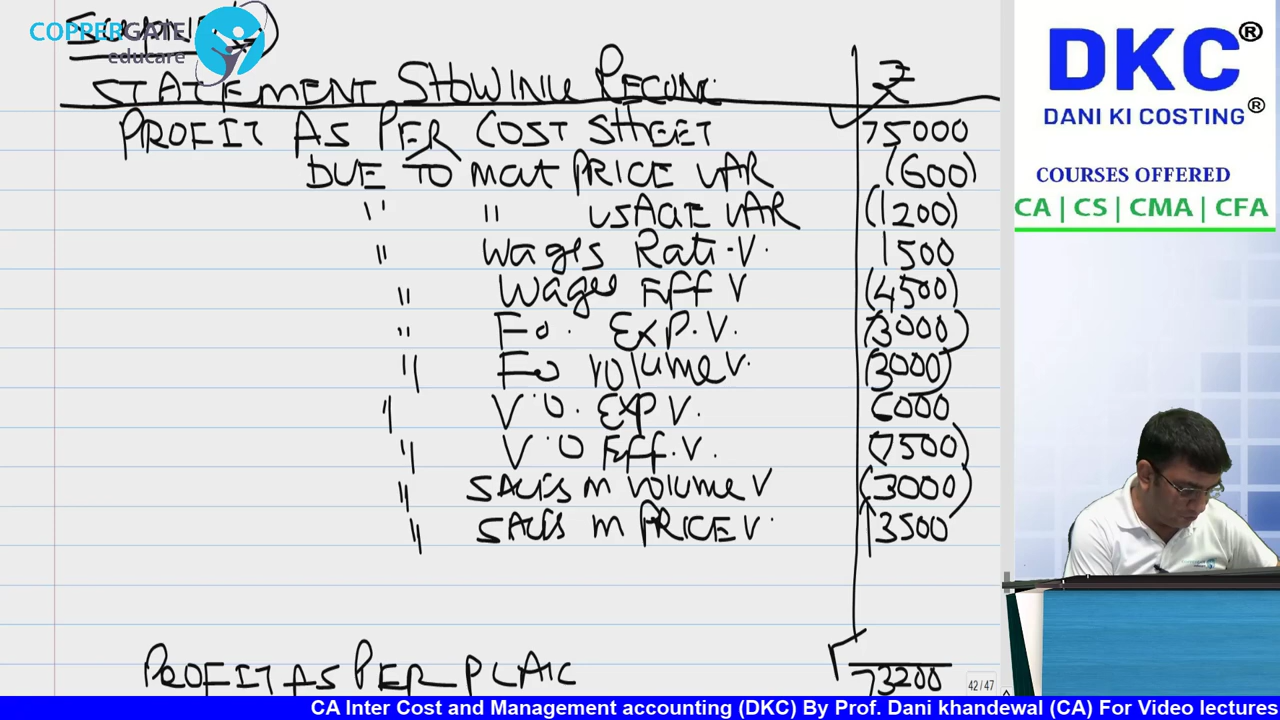 COPPERGATE
educare
STATEMENT SHOWING RECON. ₹
PROFIT AS PER COST SHEET 75000
DUE TO mat PRICE VAR (600)
" " USAGE VAR (1200)
" Wages Rate.V. 1500
" Wages Eff V (4500)
" Fo. EXP.V. (3000)
" Fo Volume V. (3000)
" V.O. EXP V. 6000
" V.O Eff.V. (7500)
" SALES m VOLUME V (3000)
" SALES m PRICE V. 13500
PROFIT AS PER P L A/C 73200
42 / 47
DKC®
DANI KI COSTING®
COURSES OFFERED
CA | CS | CMA | CFA
CA Inter Cost and Management accounting (DKC) By Prof. Dani khandewal (CA) For Video lectures